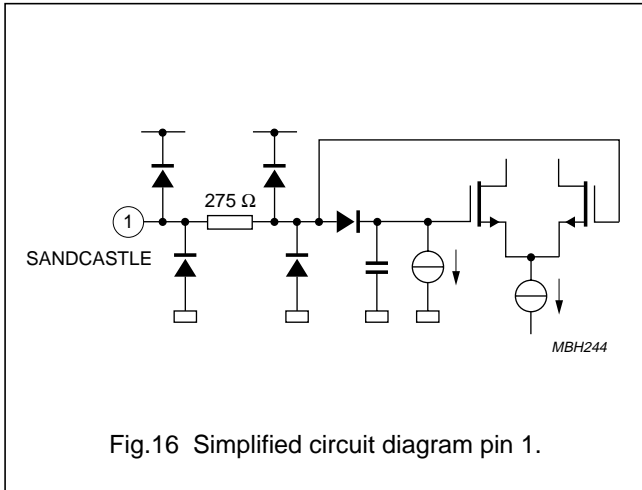 275 Ω
1
SANDCASTLE
MBH244
Fig.16 Simplified circuit diagram pin 1.